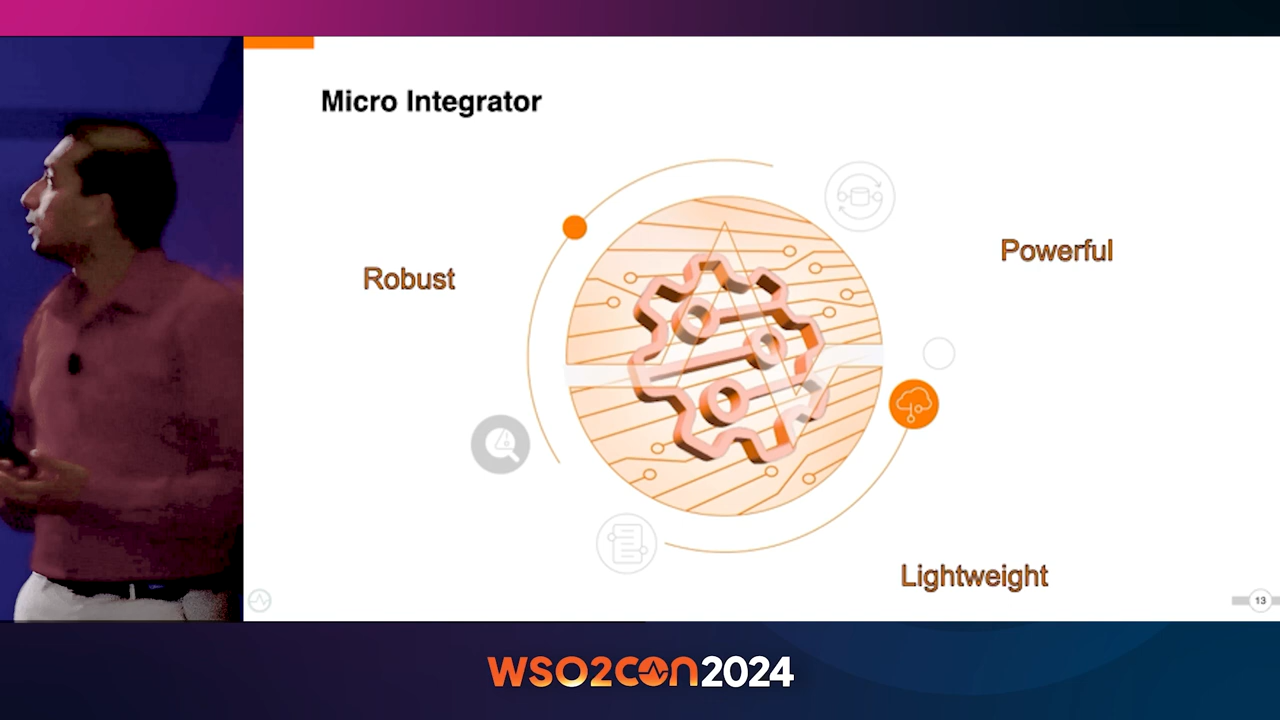 Micro Integrator
Robust
Powerful
Lightweight
13
WSO2CON2024